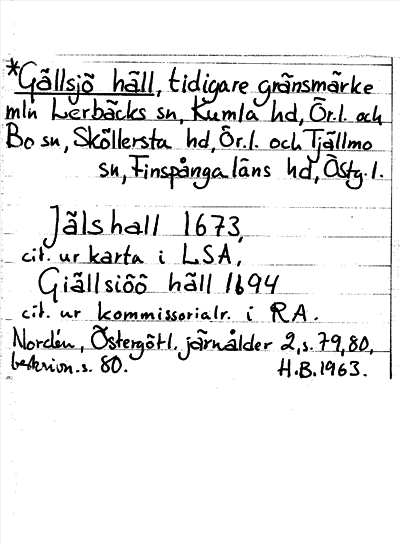 *Gällsjö häll, tidigare gränsmärke
mln Lerbäcks sn, Kumla hd, Ör.l. och
Bo sn, Sköllersta hd, Ör.l. och Tjällmo
sn, Finspånga läns hd, Östg.l.
Jälshall 1673,
cit. ur karta i LSA,
Giällsiöö häll 1694
cit. ur kommissorialr. i RA.
Nordén, Östergötl. järnålder 2, s. 79, 80,
beskrivn. s. 80. H.B. 1963.